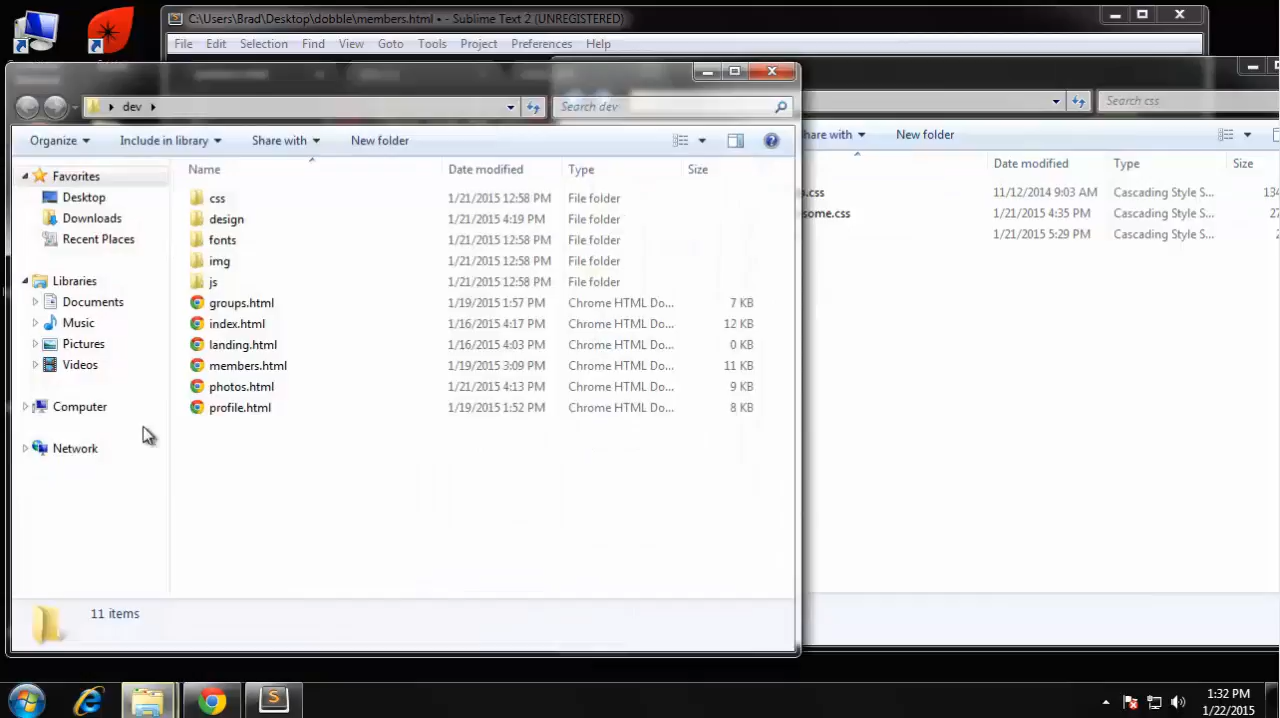 C:\Users\Brad\Desktop\dobble\members.html • - Sublime Text 2 (UNREGISTERED)
File Edit Selection Find View Goto Tools Project Preferences Help
dev
Search dev
Search css
Organize Include in library Share with New folder
hare with New folder
Name Date modified Type Size
Date modified Type Size
Favorites
Desktop
Downloads
Recent Places
Libraries
Documents
Music
Pictures
Videos
Computer
Network
css 1/21/2015 12:58 PM File folder
design 1/21/2015 4:19 PM File folder
fonts 1/21/2015 12:58 PM File folder
img 1/21/2015 12:58 PM File folder
js 1/21/2015 12:58 PM File folder
groups.html 1/19/2015 1:57 PM Chrome HTML Do... 7 KB
index.html 1/16/2015 4:17 PM Chrome HTML Do... 12 KB
landing.html 1/16/2015 4:03 PM Chrome HTML Do... 0 KB
members.html 1/19/2015 3:09 PM Chrome HTML Do... 11 KB
photos.html 1/21/2015 4:13 PM Chrome HTML Do... 9 KB
profile.html 1/19/2015 1:52 PM Chrome HTML Do... 8 KB
.css 11/12/2014 9:03 AM Cascading Style S... 134
some.css 1/21/2015 4:35 PM Cascading Style S... 27
1/21/2015 5:29 PM Cascading Style S...
11 items
1:32 PM
1/22/2015